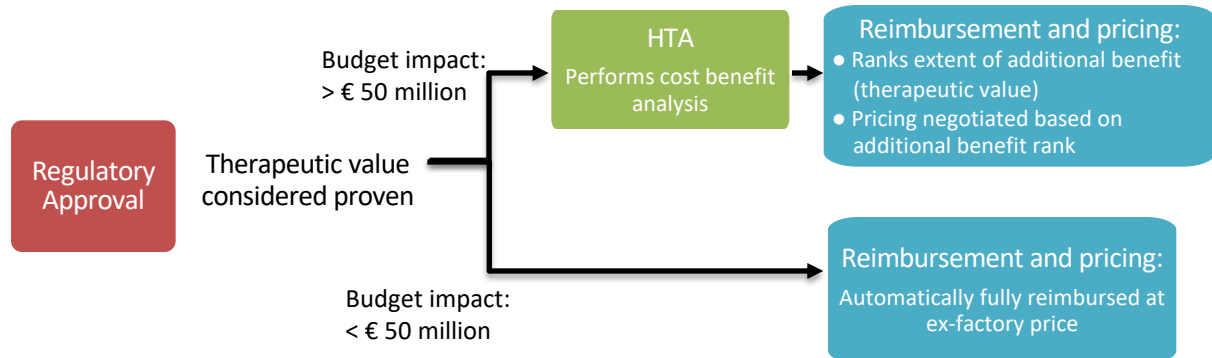 Regulatory
Approval
Therapeutic value
considered proven
Budget impact:
> € 50 million
HTA
Performs cost benefit
analysis
Reimbursement and pricing:
● Ranks extent of additional benefit
(therapeutic value)
● Pricing negotiated based on
additional benefit rank
Budget impact:
< € 50 million
Reimbursement and pricing:
Automatically fully reimbursed at
ex-factory price